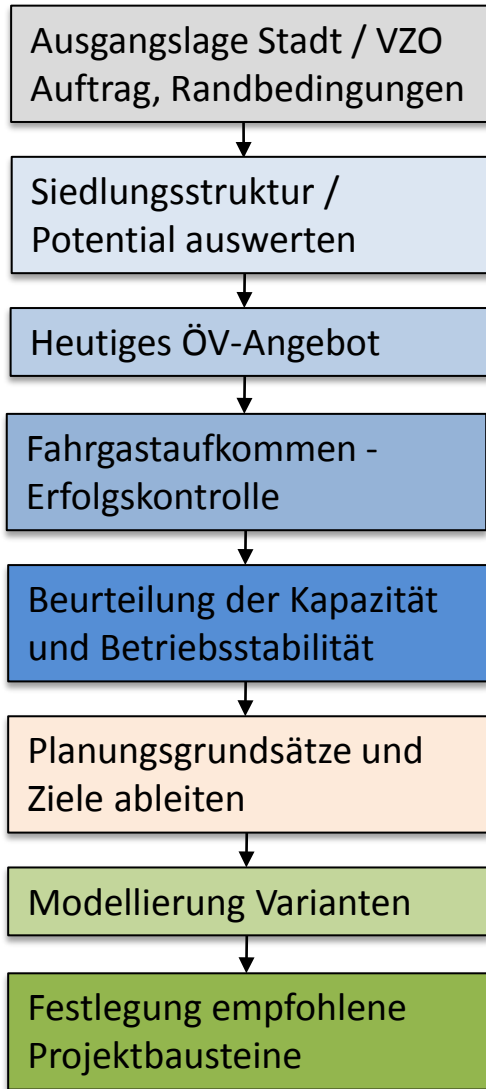 Ausgangslage Stadt / VZO
Auftrag, Randbedingungen
Siedlungsstruktur /
Potential auswerten
Heutiges ÖV-Angebot
Fahrgastaufkommen -
Erfolgskontrolle
Beurteilung der Kapazität
und Betriebsstabilität
Planungsgrundsätze und
Ziele ableiten
Modellierung Varianten
Festlegung empfohlene
Projektbausteine